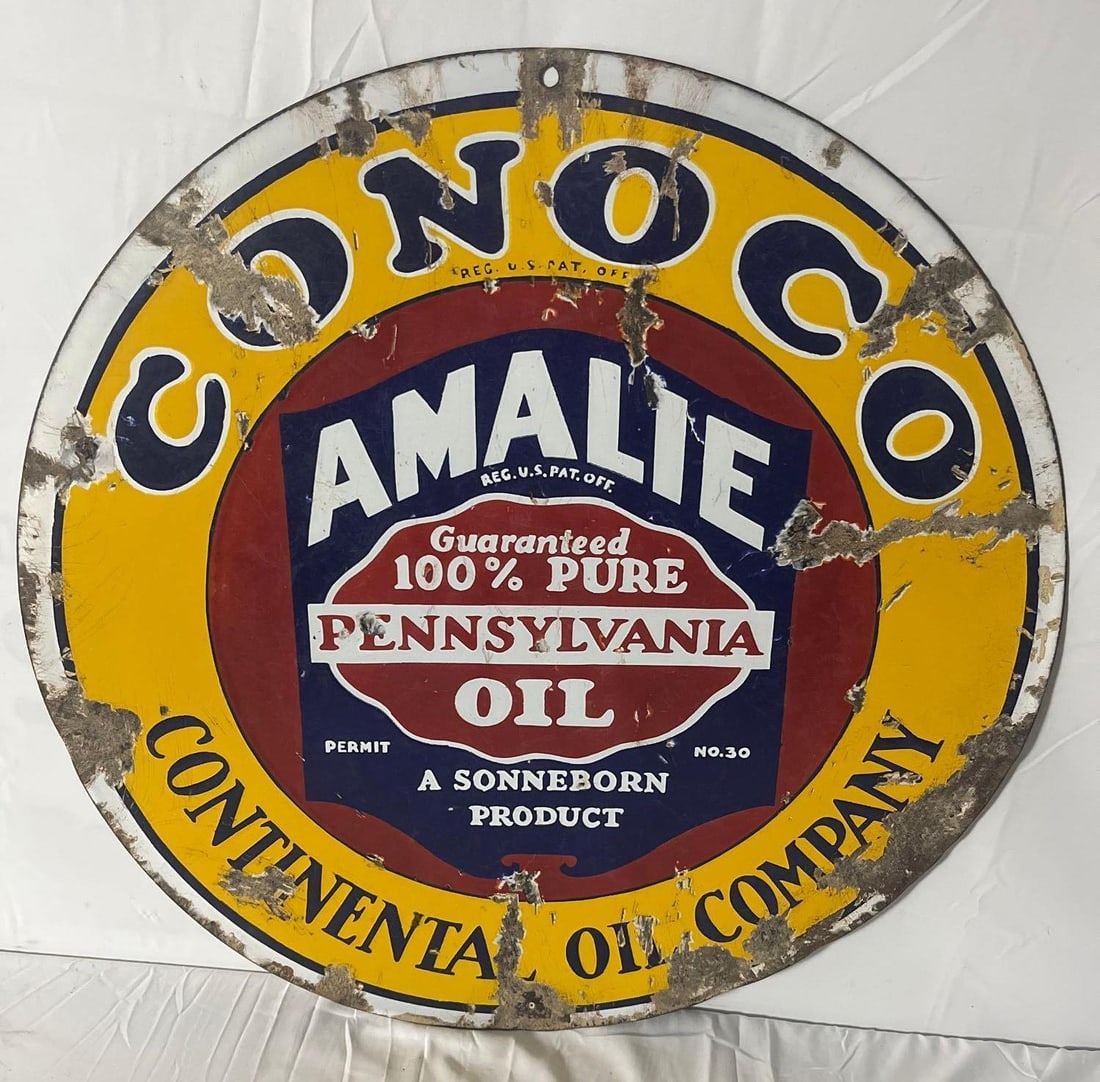 CONOCO
REG. U.S. PAT. OFF.
AMALIE
REG. U.S. PAT. OFF.
Guaranteed
100% PURE
PENNSYLVANIA
OIL
PERMIT NO.30
A SONNEBORN
PRODUCT
CONTINENTAL OIL COMPANY